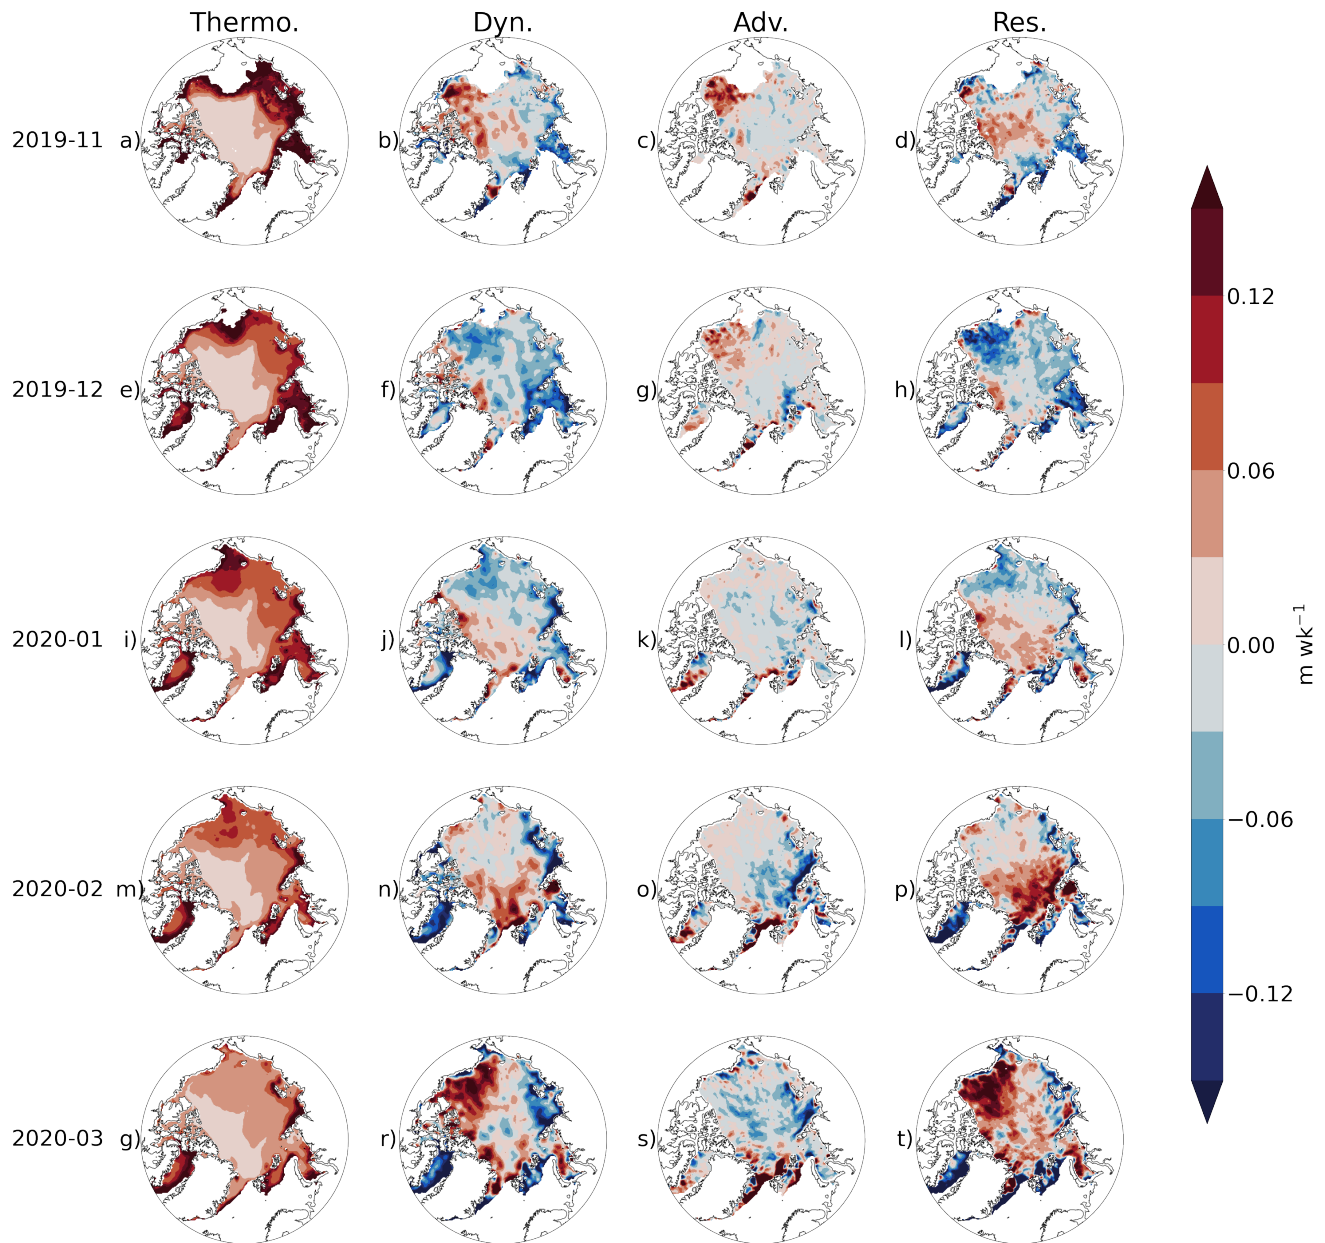 Thermo. Dyn. Adv. Res.
2019-11 a) b) c) d)
2019-12 e) f) g) h)
2020-01 i) j) k) l)
2020-02 m) n) o) p)
2020-03 g) r) s) t)
0.12
0.06
0.00
−0.06
−0.12
m wk⁻¹